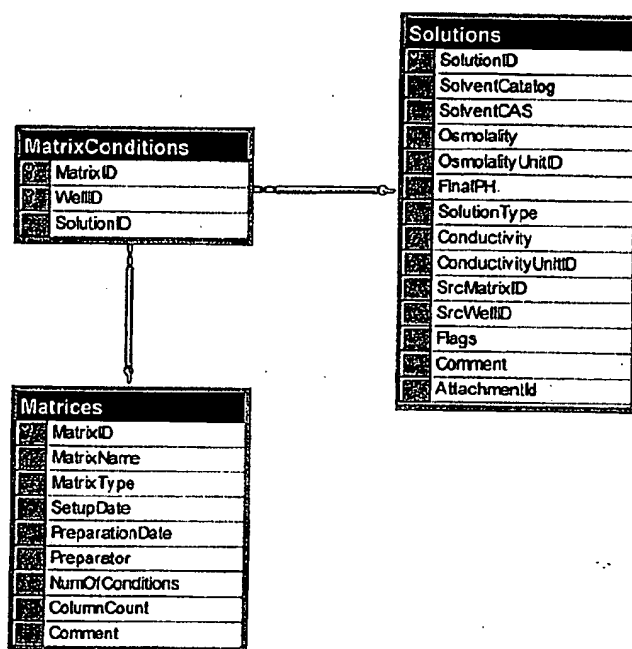 MatrixConditions
MatrixID
WellID
SolutionID
Solutions
SolutionID
SolventCatalog
SolventCAS
Osmolality
OsmolalityUnitID
FinalPH
SolutionType
Conductivity
ConductivityUnitID
SrcMatrixID
SrcWellID
Flags
Comment
AttachmentId
Matrices
MatrixID
MatrixName
MatrixType
SetupDate
PreparationDate
Preparator
NumOfConditions
ColumnCount
Comment